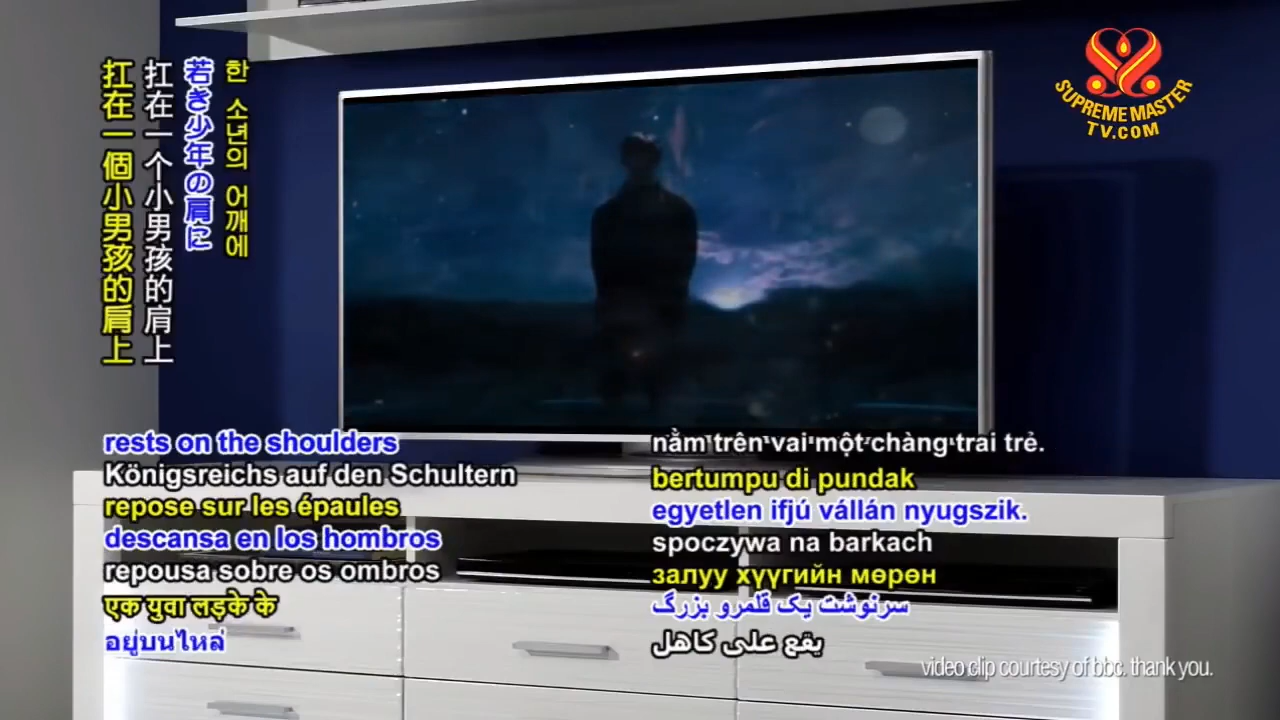 扛在一個小男孩的肩上
扛在一个小男孩的肩上
若き少年の肩に
한 소년의 어깨에
SUPREME MASTER
TV.COM
rests on the shoulders
Königsreichs auf den Schultern
repose sur les épaules
descansa en los hombros
repousa sobre os ombros
एक युवा लड़के के
อยู่บนไหล่
nằm trên vai một chàng trai trẻ.
bertumpu di pundak
egyetlen ifjú vállán nyugszik.
spoczywa na barkach
залуу хүүгийн мөрөн
سرنوشت یک قلمرو بزرگ
يقع على كاهل
video clip courtesy of bbc. thank you.